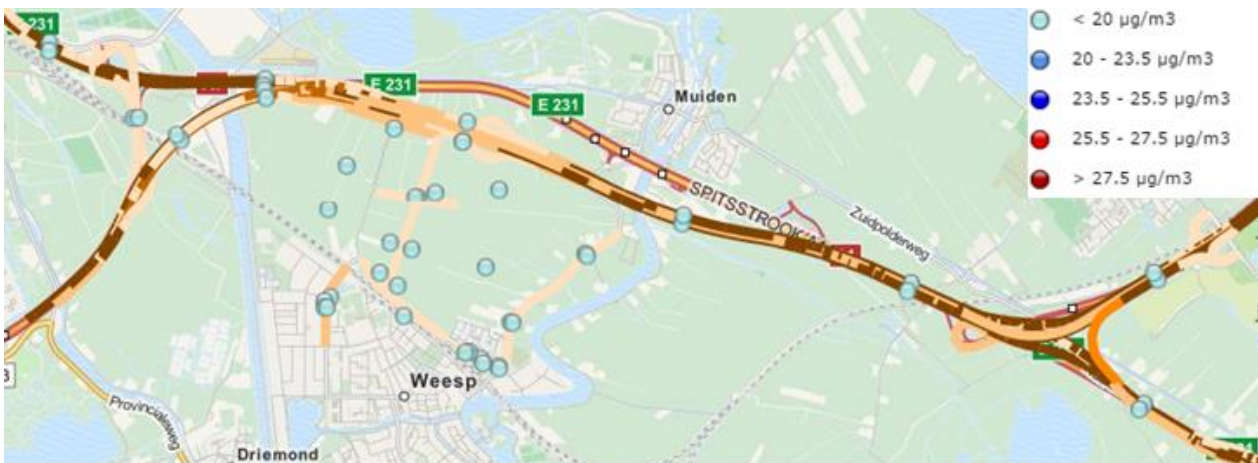 231
< 20 µg/m3
E 231
20 - 23.5 µg/m3
E 231
Muiden
23.5 - 25.5 µg/m3
25.5 - 27.5 µg/m3
> 27.5 µg/m3
SPITSSTROOK
Zuidpolderweg
3
Weesp
Provincialeweg
Driemond